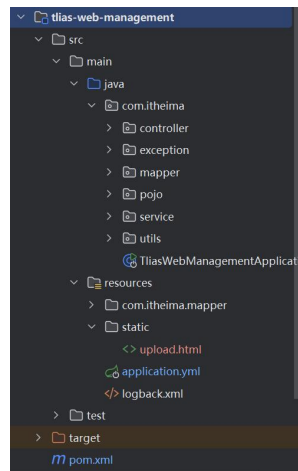 tlias-web-management
src
main
java
com.itheima
controller
exception
mapper
pojo
service
utils
TliasWebManagementApplicat
resources
com.itheima.mapper
static
<> upload.html
application.yml
</> logback.xml
test
target
m pom.xml